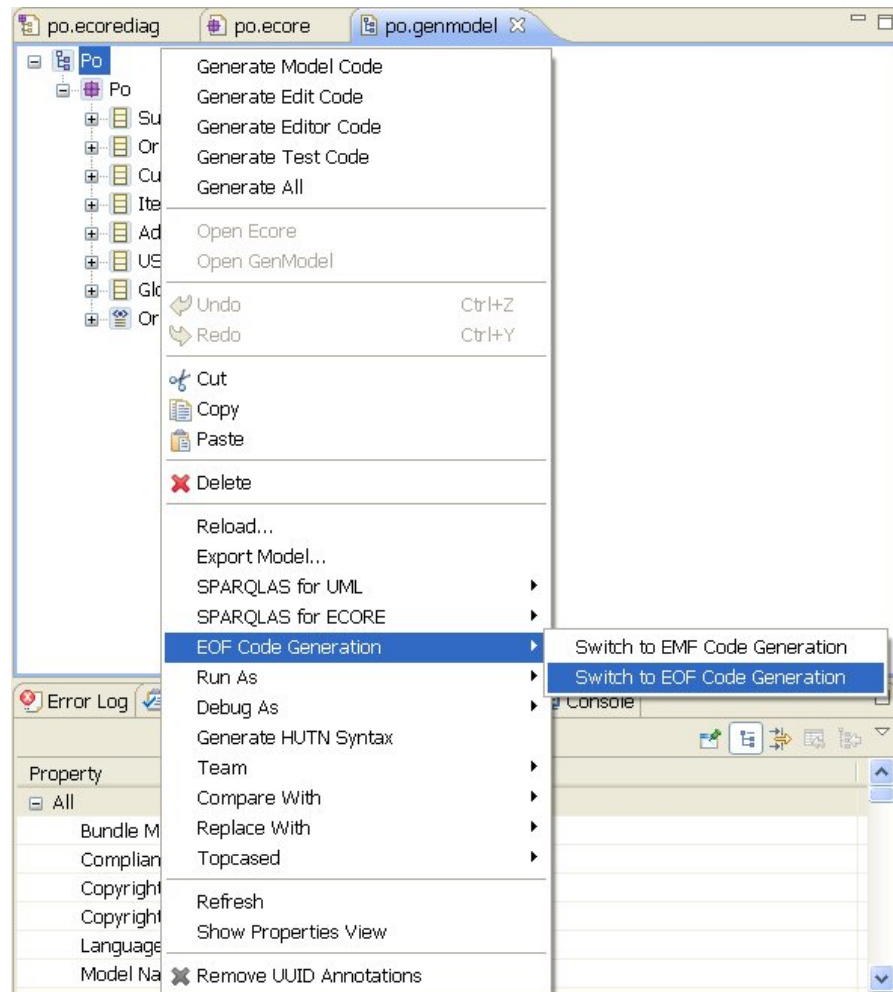 po.ecorediag po.ecore po.genmodel
Po
Po
Su
Or
Cu
Ite
Ad
US
Glo
Or
Generate Model Code
Generate Edit Code
Generate Editor Code
Generate Test Code
Generate All
Open Ecore
Open GenModel
Undo Ctrl+Z
Redo Ctrl+Y
Cut
Copy
Paste
Delete
Reload...
Export Model...
SPARQLAS for UML
SPARQLAS for ECORE
EOF Code Generation
Run As
Debug As
Generate HUTN Syntax
Team
Compare With
Replace With
Topcased
Refresh
Show Properties View
Remove UUID Annotations
Switch to EMF Code Generation
Switch to EOF Code Generation
Error Log Console
Property
All
Bundle M
Complian
Copyright
Copyright
Language
Model Na